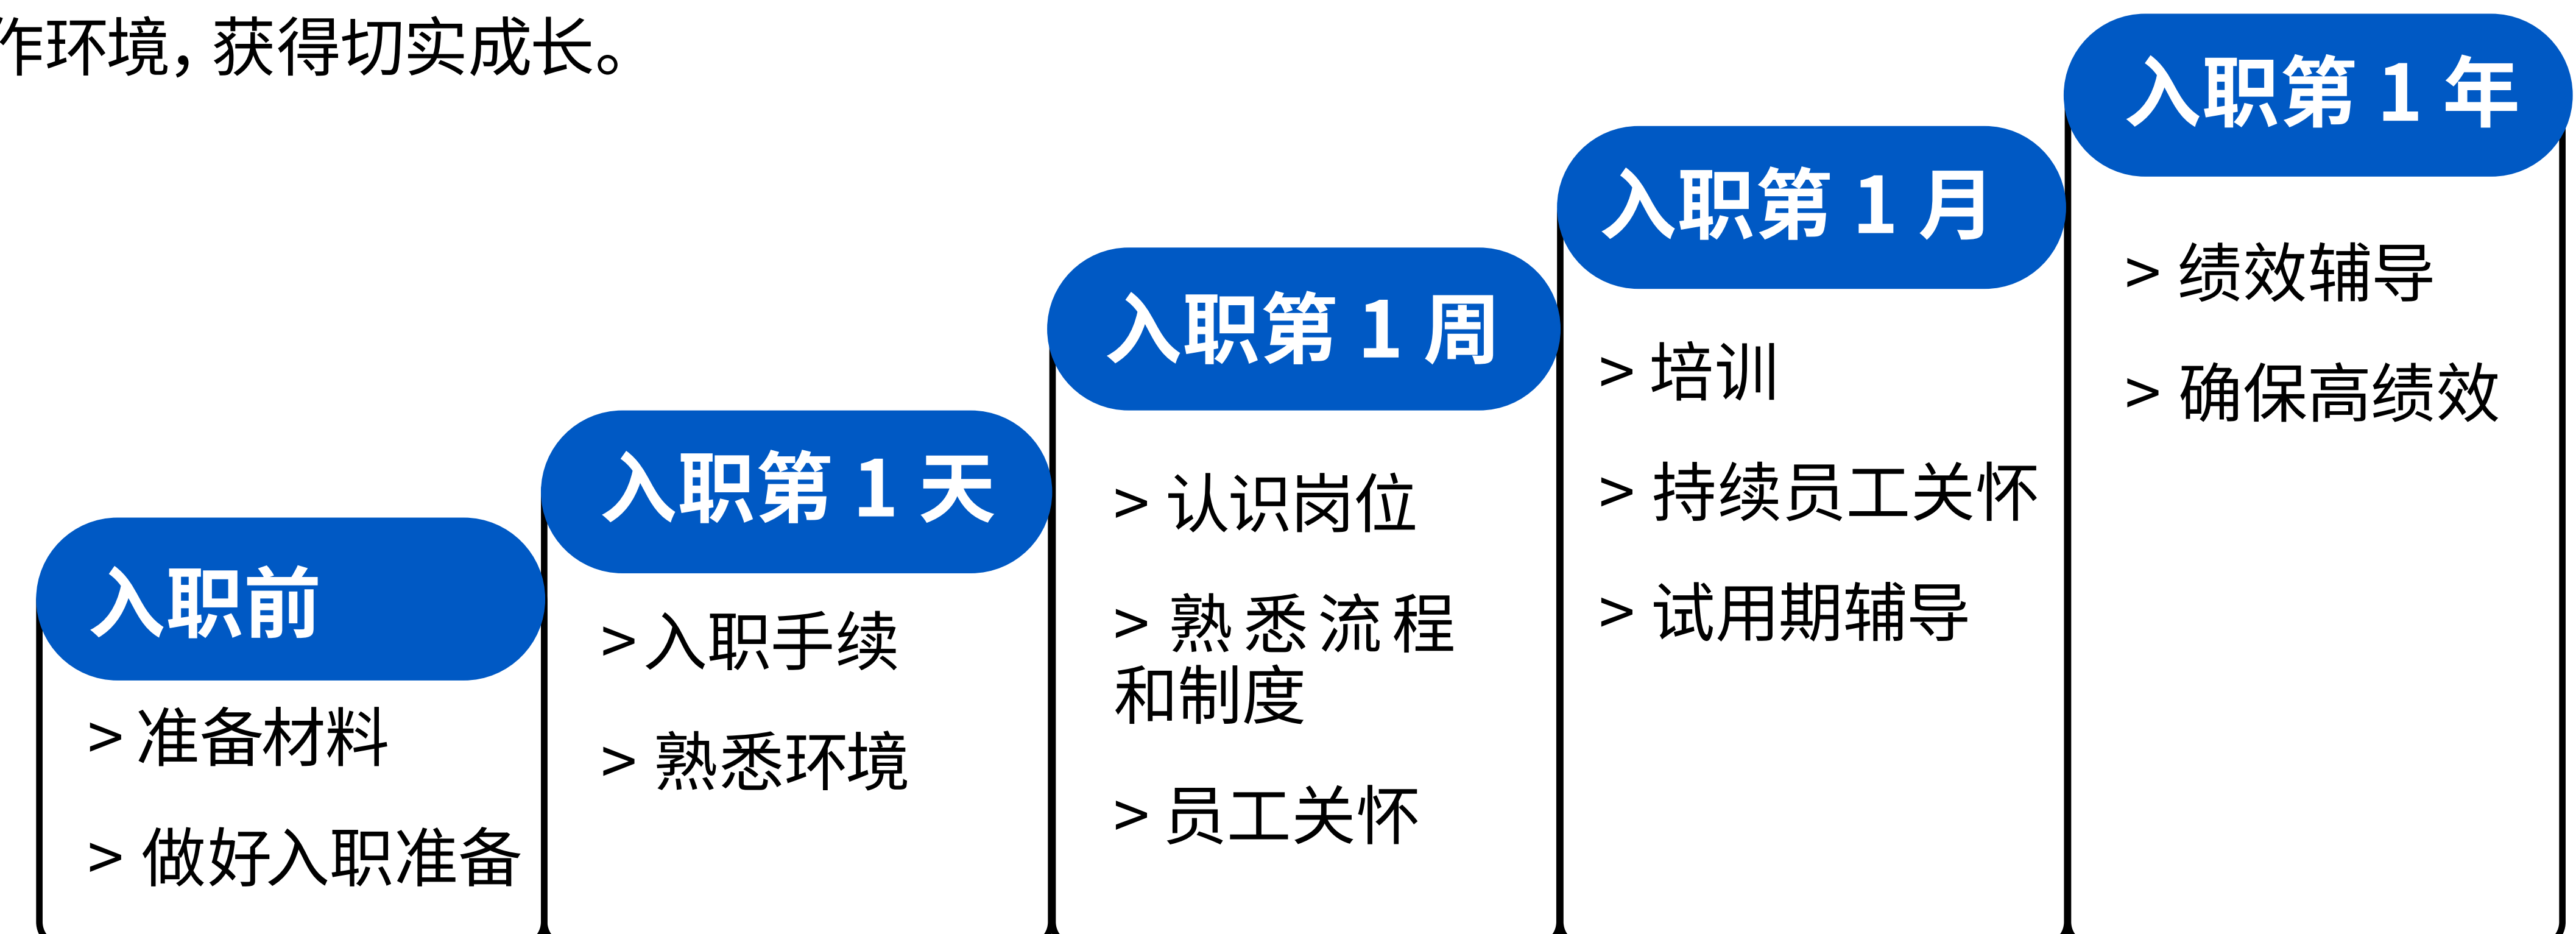 作环境，获得切实成长。
入职前
> 准备材料
> 做好入职准备
入职第 1 天
> 入职手续
> 熟悉环境
入职第 1 周
> 认识岗位
> 熟悉流程
和制度
> 员工关怀
入职第 1 月
> 培训
> 持续员工关怀
> 试用期辅导
入职第 1 年
> 绩效辅导
> 确保高绩效